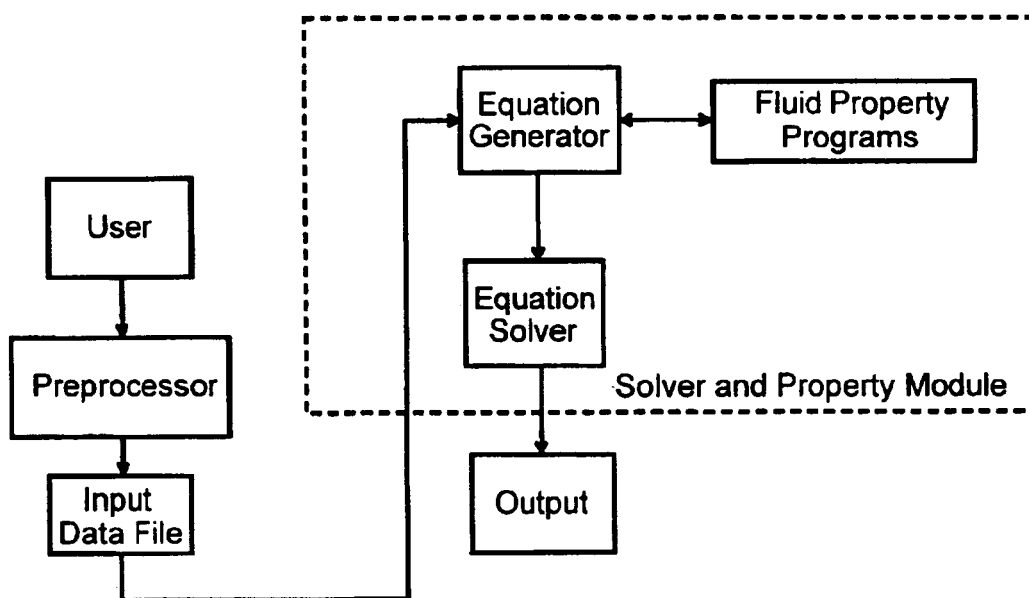 User
Preprocessor
Input
Data File
Equation
Generator
Fluid Property
Programs
Equation
Solver
Solver and Property Module
Output